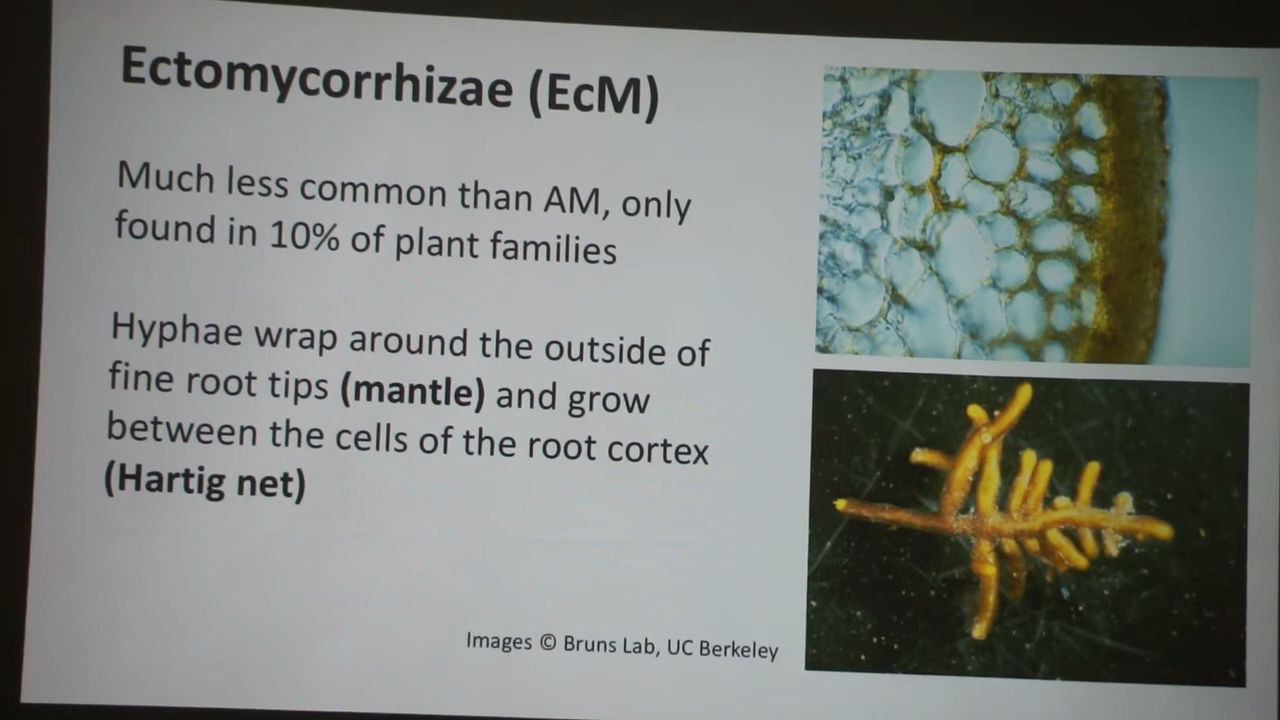 Ectomycorrhizae (EcM)
Much less common than AM, only
found in 10% of plant families
Hyphae wrap around the outside of
fine root tips (mantle) and grow
between the cells of the root cortex
(Hartig net)
Images © Bruns Lab, UC Berkeley